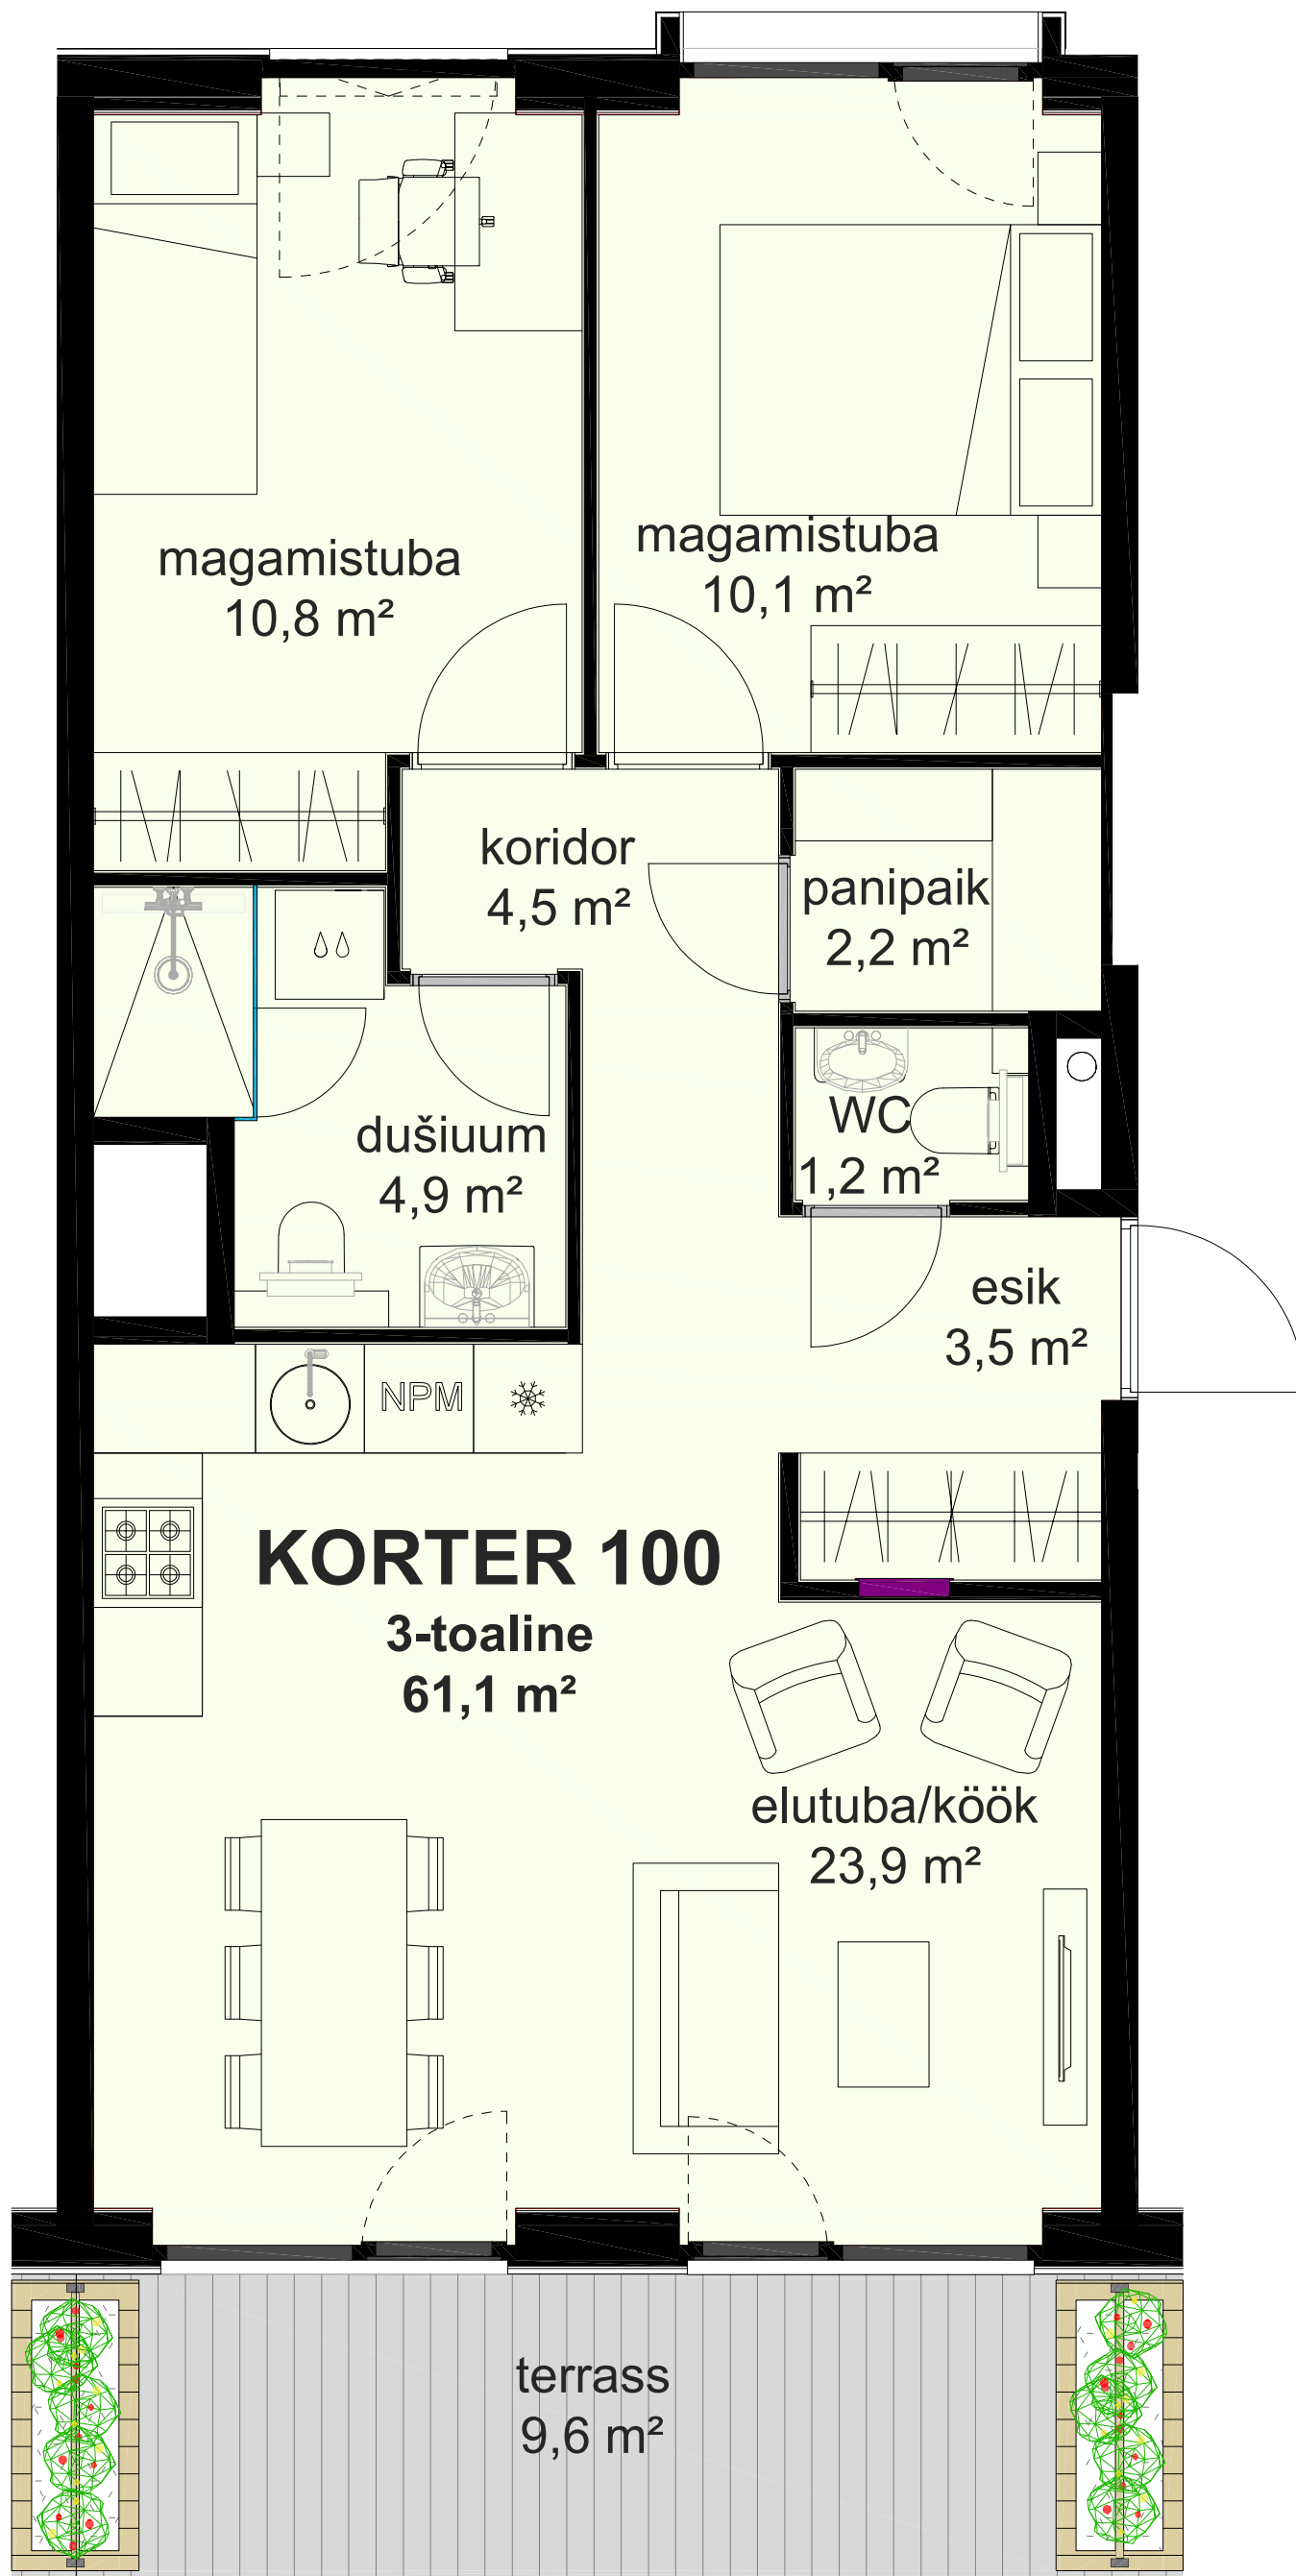 magamistuba
10,8 m²
magamistuba
10,1 m²
koridor
4,5 m²
panipaik
2,2 m²
WC
1,2 m²
dušiuum
4,9 m²
esik
3,5 m²
NPM
KORTER 100
3-toaline
61,1 m²
elutuba/köök
23,9 m²
terrass
9,6 m²